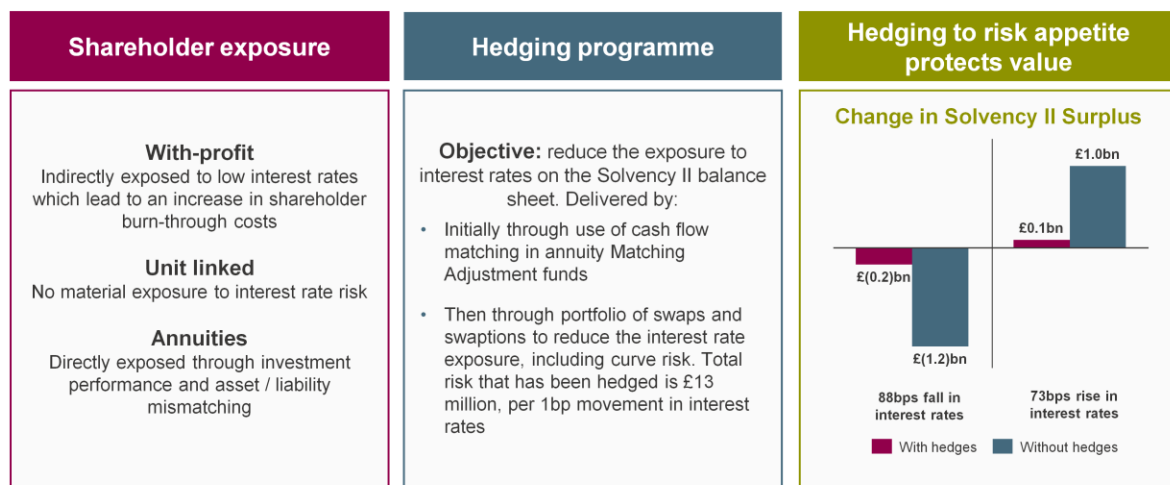 Shareholder exposure
With-profit
Indirectly exposed to low interest rates
which lead to an increase in shareholder
burn-through costs
Unit linked
No material exposure to interest rate risk
Annuities
Directly exposed through investment
performance and asset / liability
mismatching
Hedging programme
Objective: reduce the exposure to
interest rates on the Solvency II balance
sheet. Delivered by:
• Initially through use of cash flow
matching in annuity Matching
Adjustment funds
• Then through portfolio of swaps and
swaptions to reduce the interest rate
exposure, including curve risk. Total
risk that has been hedged is £13
million, per 1bp movement in interest
rates
Hedging to risk appetite
protects value
Change in Solvency II Surplus
£1.0bn
£0.1bn
£(0.2)bn
£(1.2)bn
88bps fall in
interest rates
73bps rise in
interest rates
With hedges
Without hedges